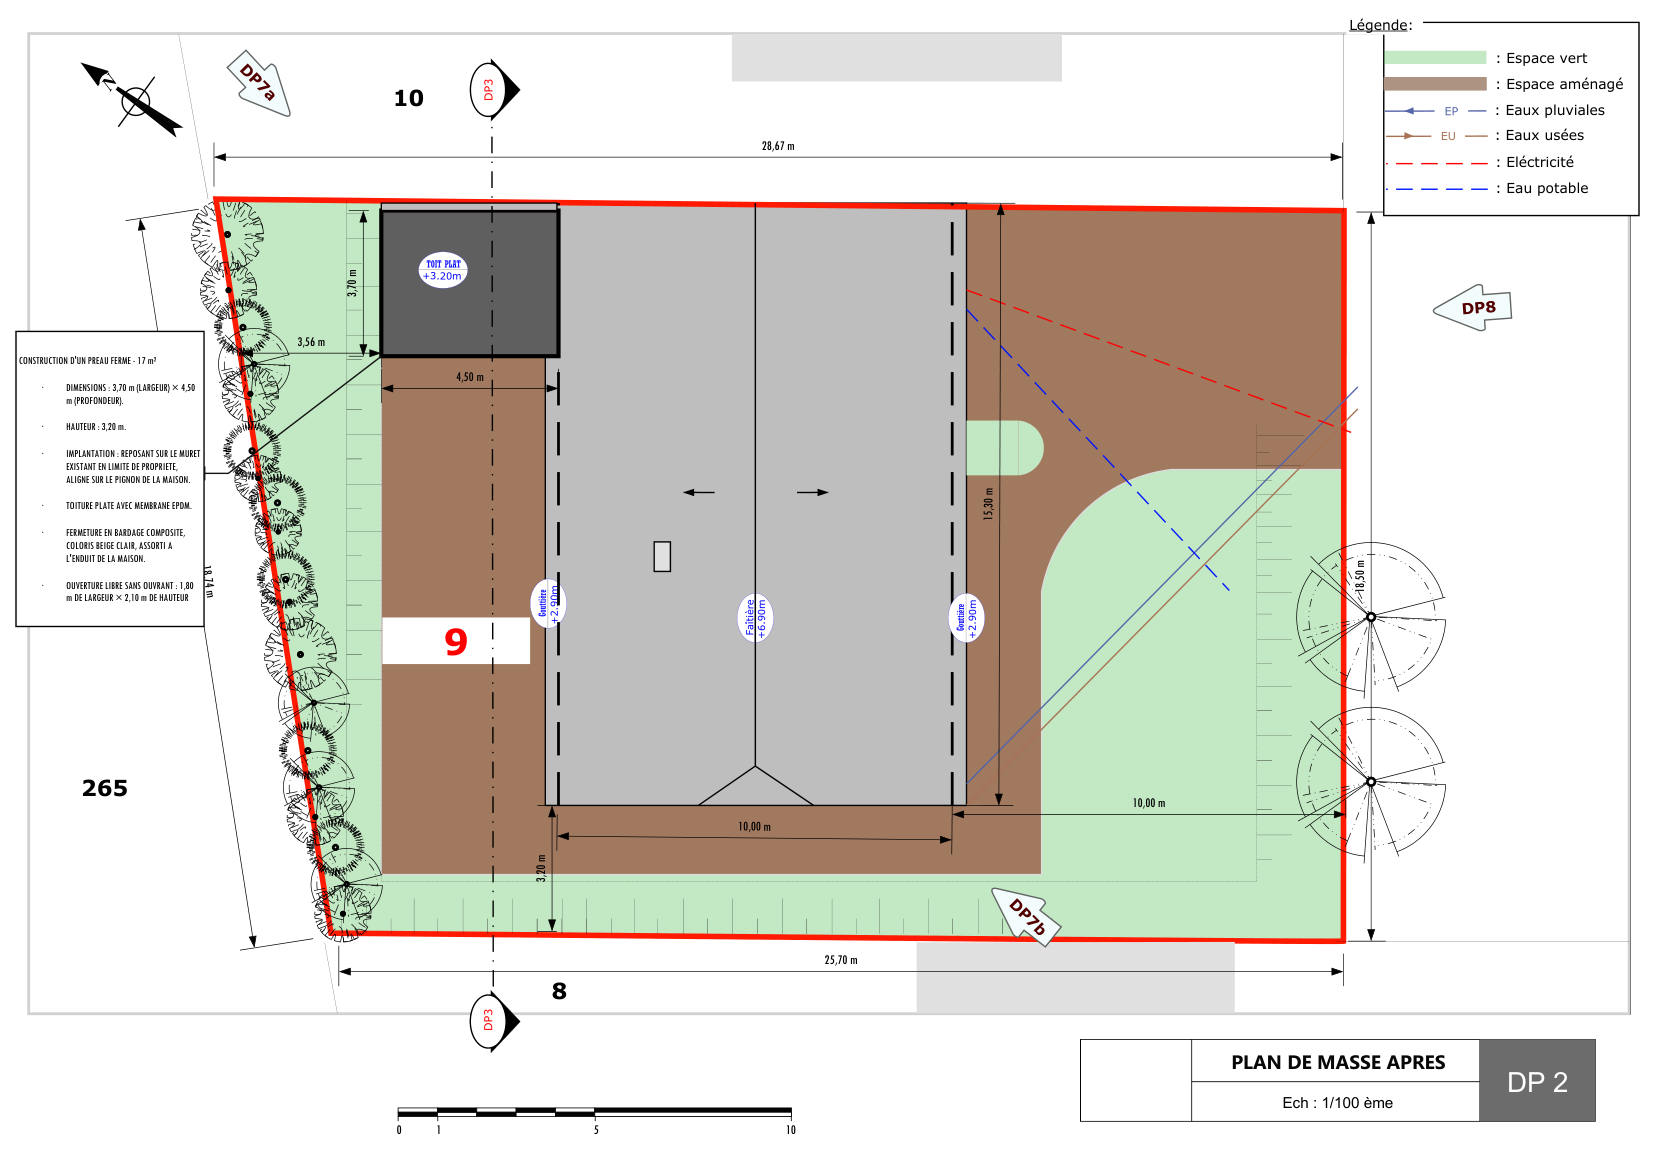 Légende:
: Espace vert
: Espace aménagé
EP : Eaux pluviales
EU : Eaux usées
: Eléctricité
: Eau potable
N
DP7a
10
DP3
28,67 m
TOIT PLAT
+3.20m
3,70 m
3,56 m
4,50 m
DP8
CONSTRUCTION D'UN PREAU FERME - 17 m²
· DIMENSIONS : 3,70 m (LARGEUR) × 4,50
m (PROFONDEUR).
· HAUTEUR : 3,20 m.
· IMPLANTATION : REPOSANT SUR LE MURET
EXISTANT EN LIMITE DE PROPRIETE,
ALIGNE SUR LE PIGNON DE LA MAISON.
· TOITURE PLATE AVEC MEMBRANE EPDM.
· FERMETURE EN BARDAGE COMPOSITE,
COLORIS BEIGE CLAIR, ASSORTI A
L'ENDUIT DE LA MAISON.
· OUVERTURE LIBRE SANS OUVRANT : 1,80
m DE LARGEUR × 2,10 m DE HAUTEUR
18,74 m
15,30 m
18,50 m
Gouttière
+2.90m
Faîtière
+6.90m
Gouttière
+2.90m
9
265
10,00 m
10,00 m
3,20 m
DP7b
25,70 m
8
DP3
0 1 5 10
PLAN DE MASSE APRES
Ech : 1/100 ème
DP 2